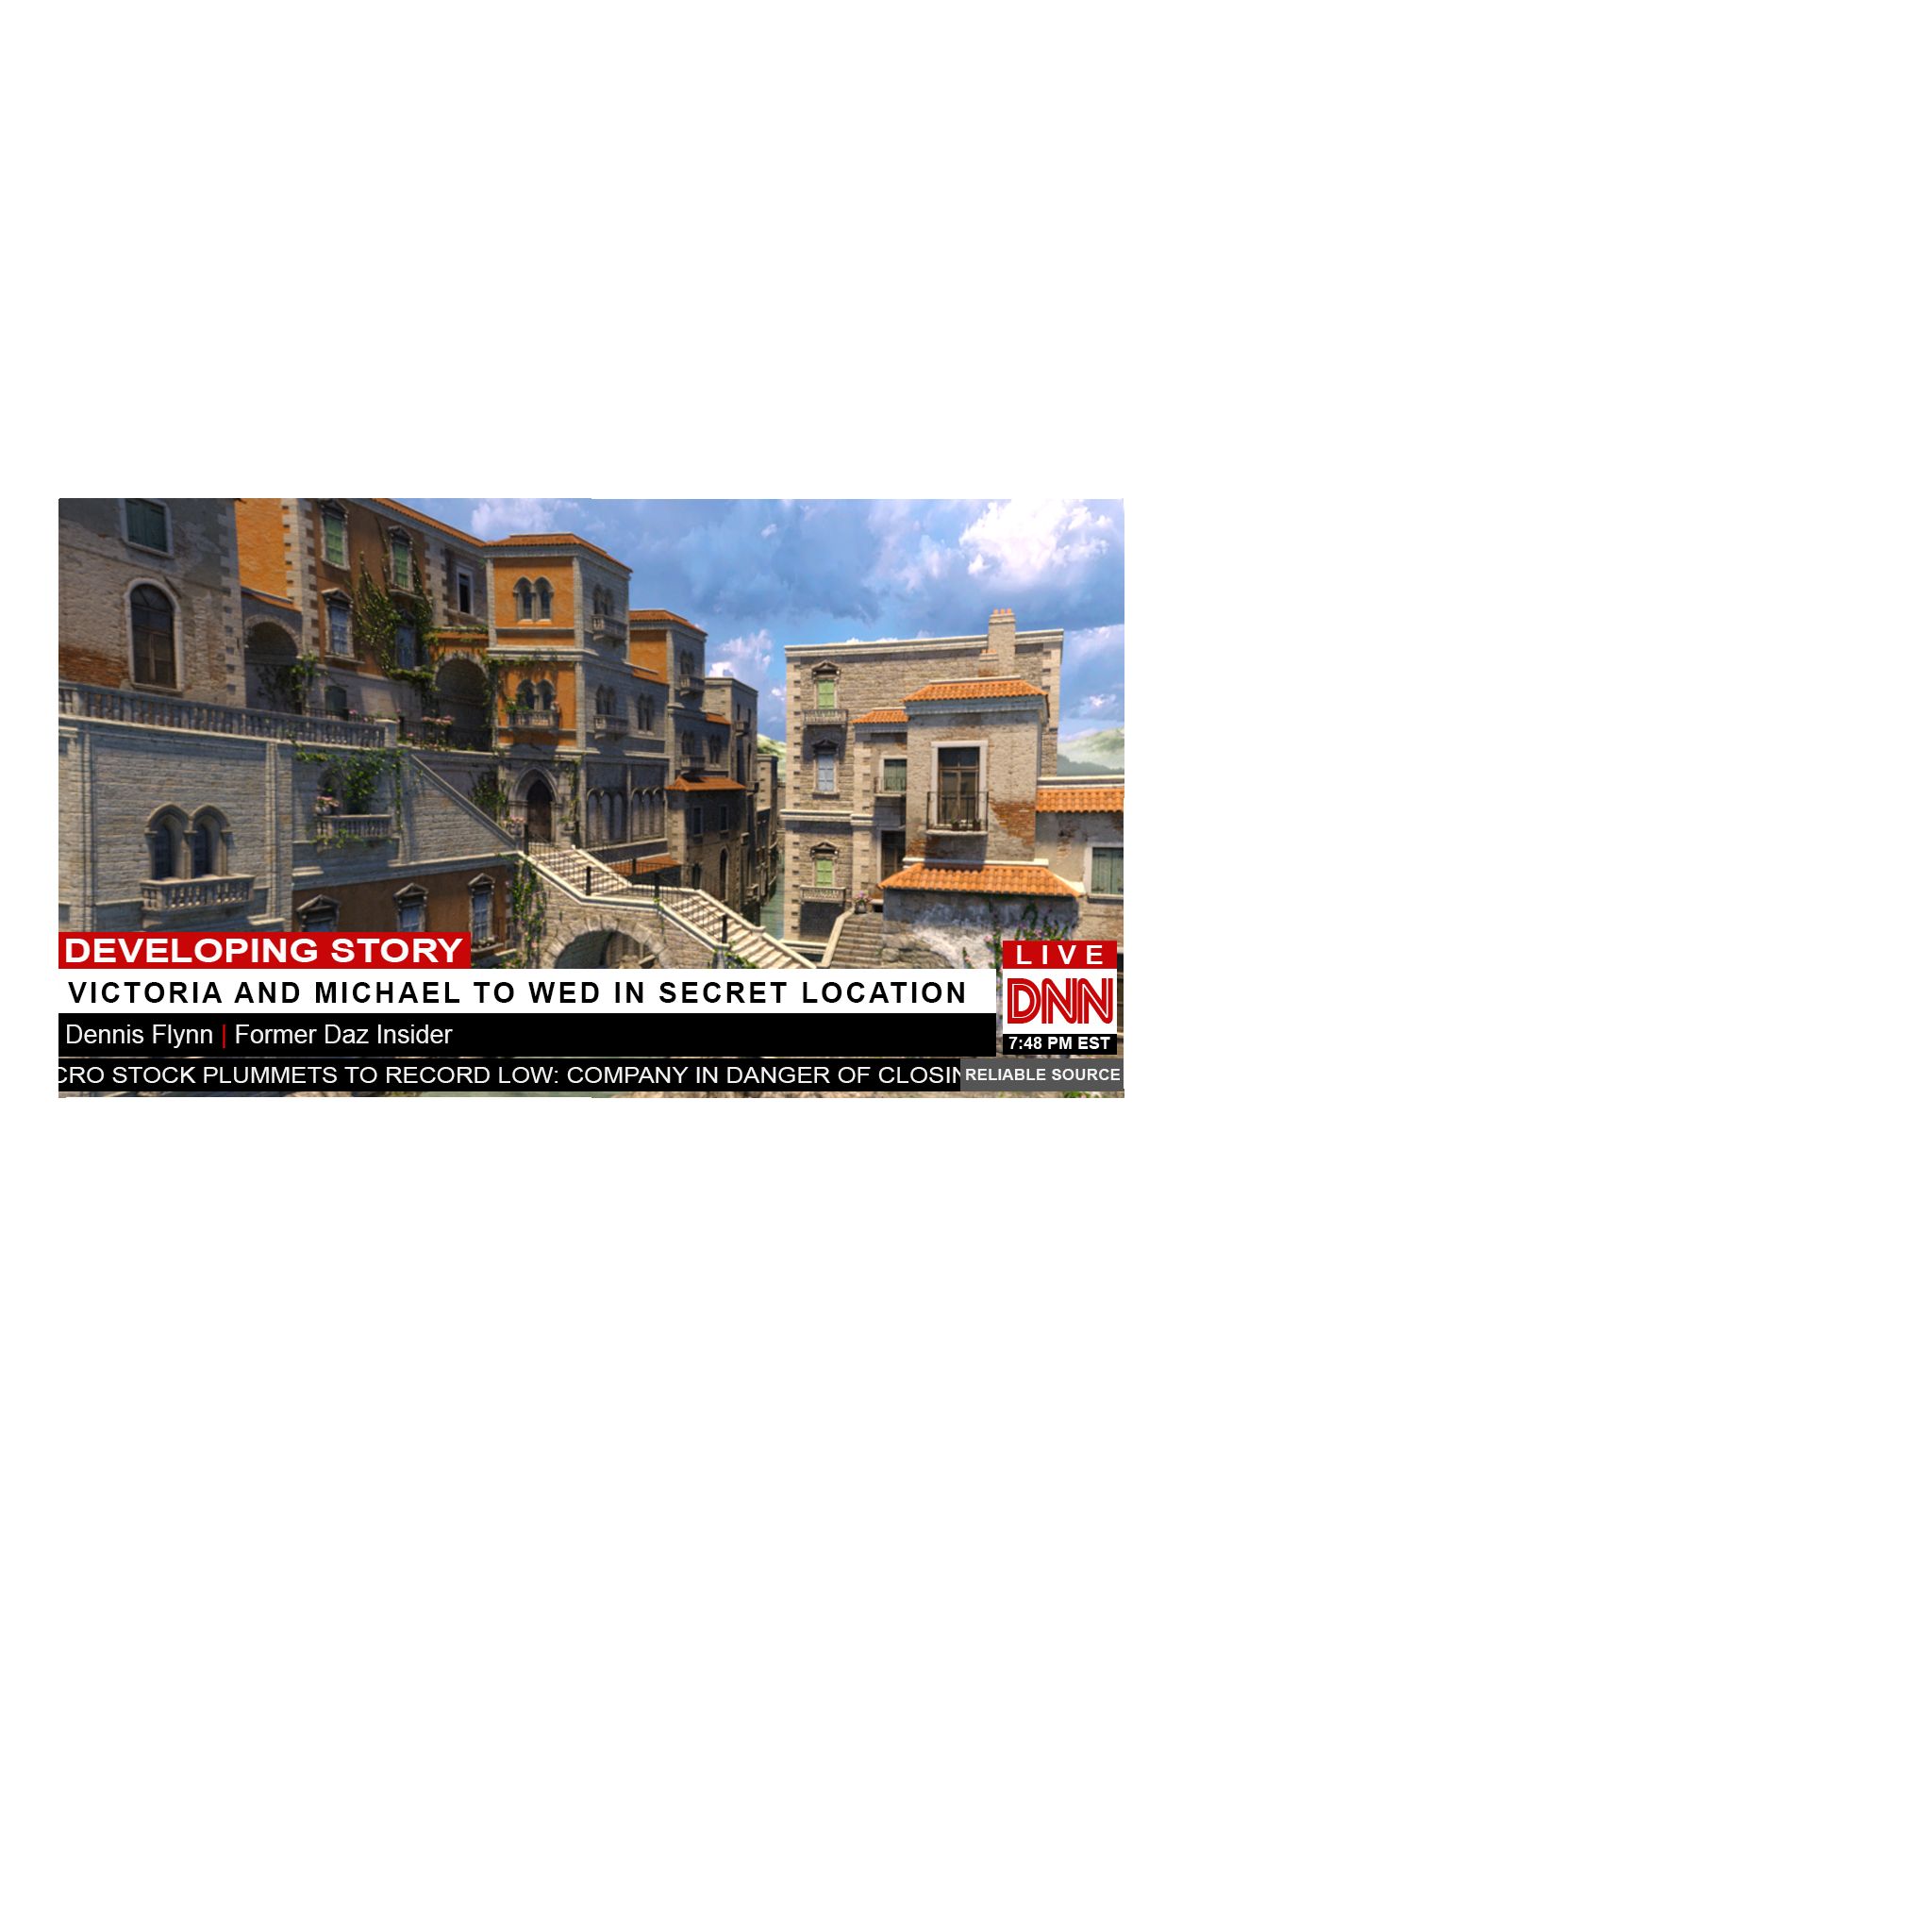 DEVELOPING STORY
VICTORIA AND MICHAEL TO WED IN SECRET LOCATION
Dennis Flynn | Former Daz Insider
LIVE
DNN
7:48 PM EST
CRO STOCK PLUMMETS TO RECORD LOW: COMPANY IN DANGER OF CLOSIN
RELIABLE SOURCE